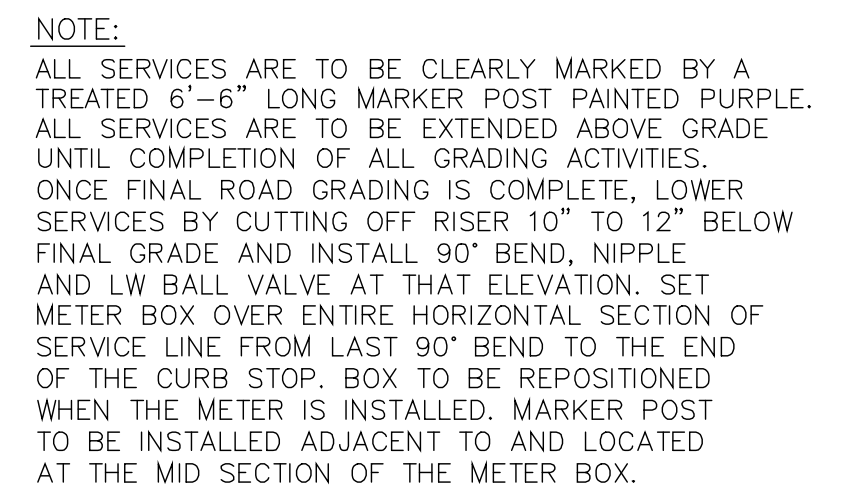 NOTE:
ALL SERVICES ARE TO BE CLEARLY MARKED BY A
TREATED 6'-6" LONG MARKER POST PAINTED PURPLE.
ALL SERVICES ARE TO BE EXTENDED ABOVE GRADE
UNTIL COMPLETION OF ALL GRADING ACTIVITIES.
ONCE FINAL ROAD GRADING IS COMPLETE, LOWER
SERVICES BY CUTTING OFF RISER 10" TO 12" BELOW
FINAL GRADE AND INSTALL 90° BEND, NIPPLE
AND LW BALL VALVE AT THAT ELEVATION. SET
METER BOX OVER ENTIRE HORIZONTAL SECTION OF
SERVICE LINE FROM LAST 90° BEND TO THE END
OF THE CURB STOP. BOX TO BE REPOSITIONED
WHEN THE METER IS INSTALLED. MARKER POST
TO BE INSTALLED ADJACENT TO AND LOCATED
AT THE MID SECTION OF THE METER BOX.